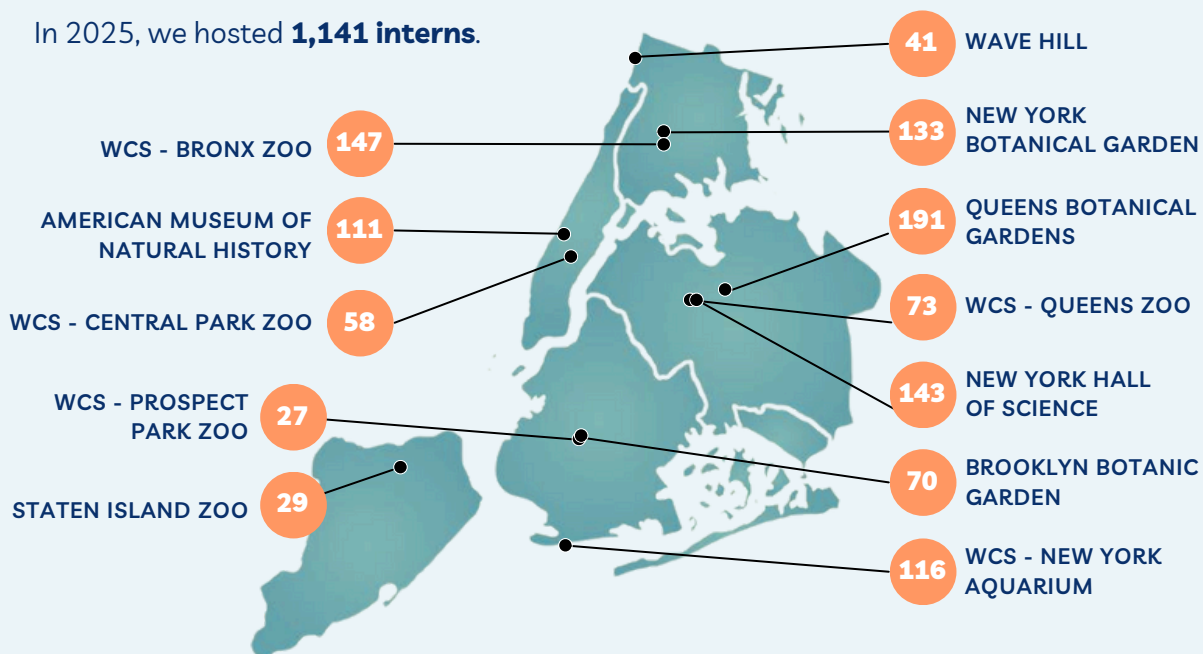 In 2025, we hosted 1,141 interns.
147
WCS - BRONX ZOO
111
AMERICAN MUSEUM OF
NATURAL HISTORY
58
WCS - CENTRAL PARK ZOO
27
WCS - PROSPECT
PARK ZOO
29
STATEN ISLAND ZOO
41
WAVE HILL
133
NEW YORK
BOTANICAL GARDEN
191
QUEENS BOTANICAL
GARDENS
73
WCS - QUEENS ZOO
143
NEW YORK HALL
OF SCIENCE
70
BROOKLYN BOTANIC
GARDEN
116
WCS - NEW YORK
AQUARIUM